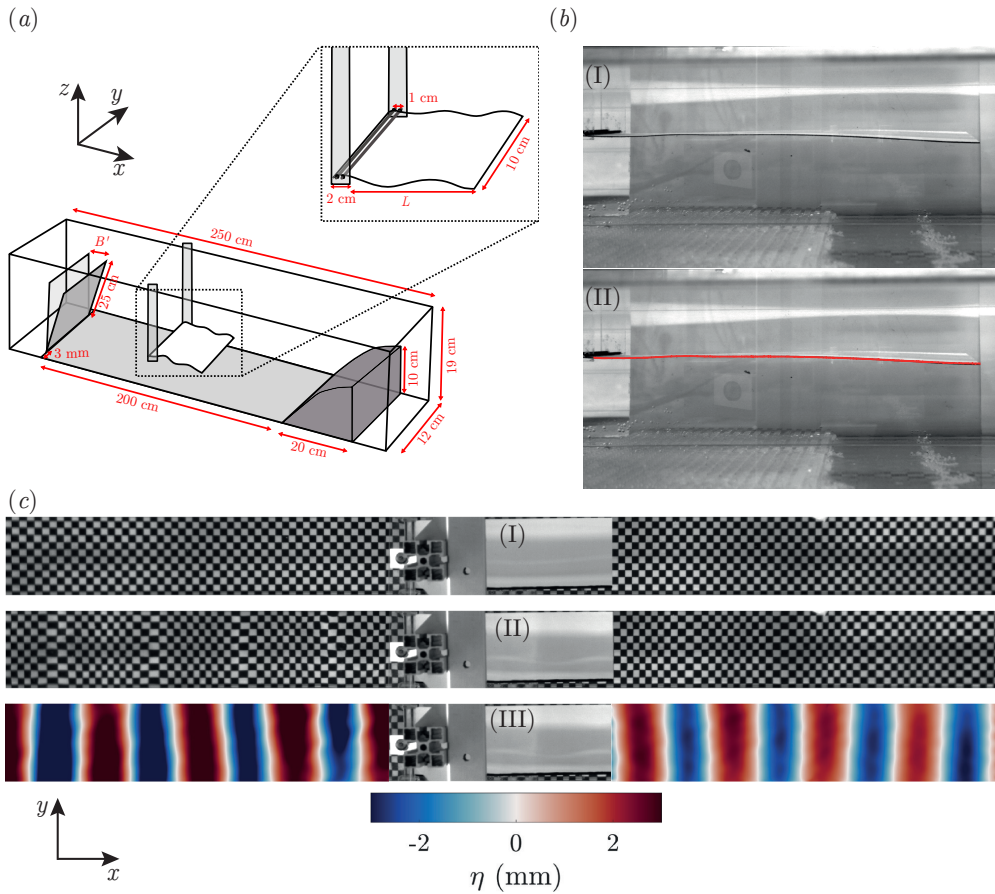 (a)
(b)
z
y
x
1 cm
10 cm
2 cm
L
(I)
B′
250 cm
25 cm
3 mm
200 cm
20 cm
10 cm
19 cm
12 cm
(II)
(c)
(I)
(II)
(III)
y
x
-2 0 2
η (mm)